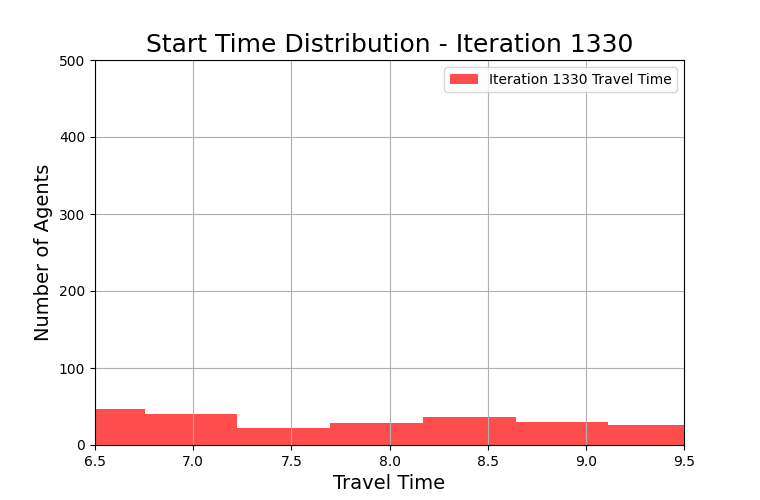 Start Time Distribution - Iteration 1330
Iteration 1330 Travel Time
Number of Agents
500
400
300
200
100
0
6.5 7.0 7.5 8.0 8.5 9.0 9.5
Travel Time